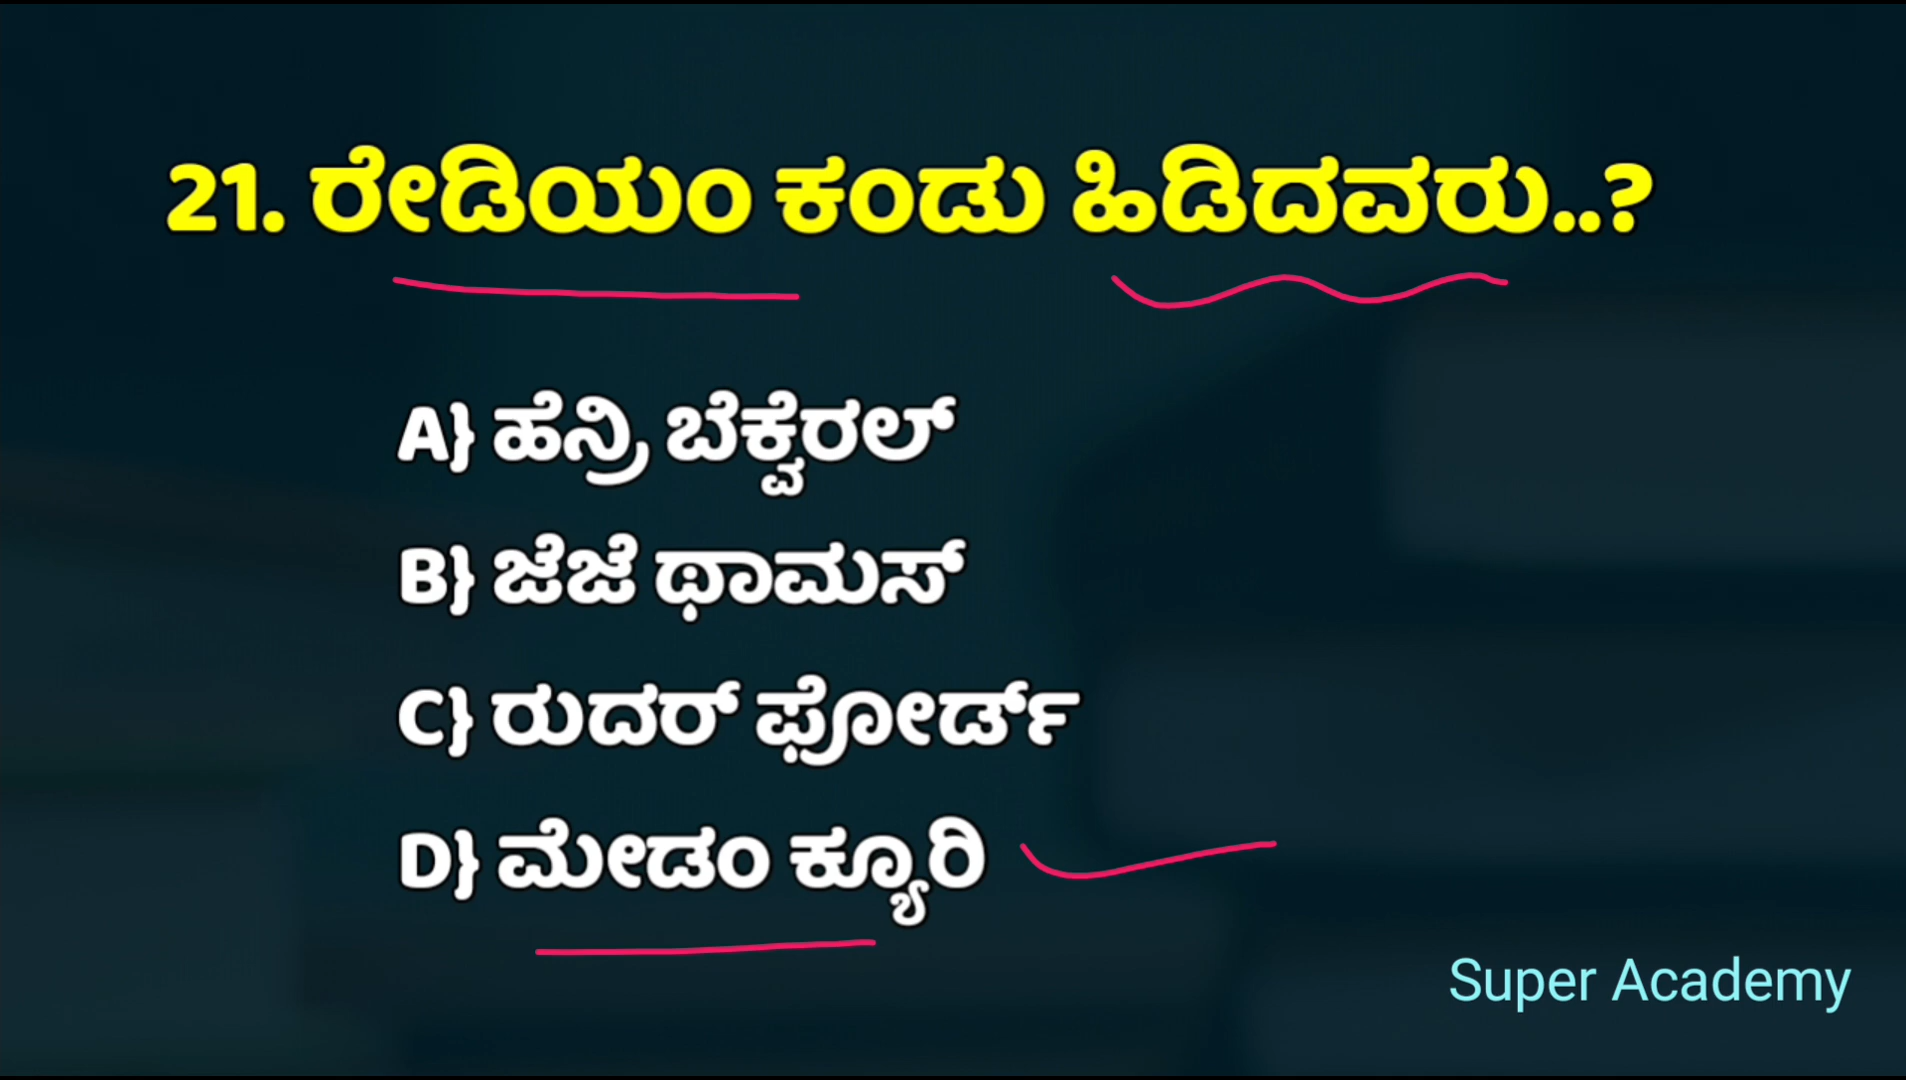 21. ರೇಡಿಯಂ ಕಂಡು ಹಿಡಿದವರು..?
A} ಹೆನ್ರಿ ಬೆಕ್ವೆರಲ್
B} ಜೆಜೆ ಥಾಮಸ್
C} ರುದರ್ ಫೋರ್ಡ್
D} ಮೇಡಂ ಕ್ಯೂರಿ
Super Academy